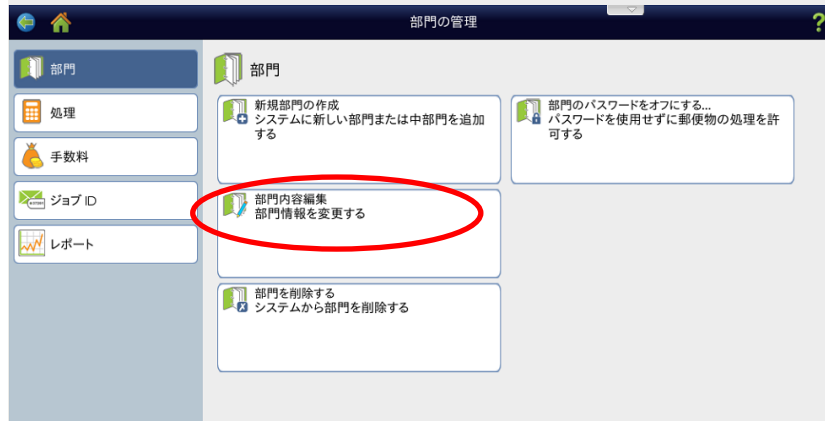 部門の管理
?
部門
処理
手数料
ジョブ ID
レポート
部門
新規部門の作成
システムに新しい部門または中部門を追加
する
部門のパスワードをオフにする...
パスワードを使用せずに郵便物の処理を許
可する
部門内容編集
部門情報を変更する
部門を削除する
システムから部門を削除する